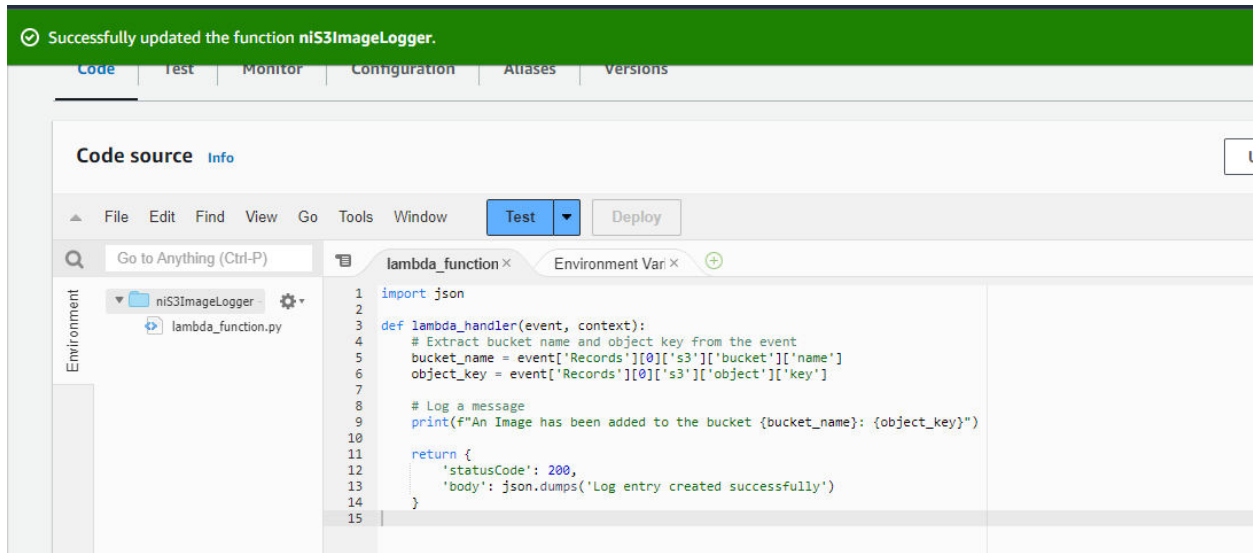 Successfully updated the function niS3ImageLogger.
Code Test Monitor Configuration Aliases Versions
Code source Info
File Edit Find View Go Tools Window Test Deploy
Go to Anything (Ctrl-P)
lambda_function × Environment Vari ×
Environment
niS3ImageLogger -
lambda_function.py
1 import json
2
3 def lambda_handler(event, context):
4     # Extract bucket name and object key from the event
5     bucket_name = event['Records'][0]['s3']['bucket']['name']
6     object_key = event['Records'][0]['s3']['object']['key']
7
8     # Log a message
9     print(f"An Image has been added to the bucket {bucket_name}: {object_key}")
10
11     return {
12         'statusCode': 200,
13         'body': json.dumps('Log entry created successfully')
14     }
15